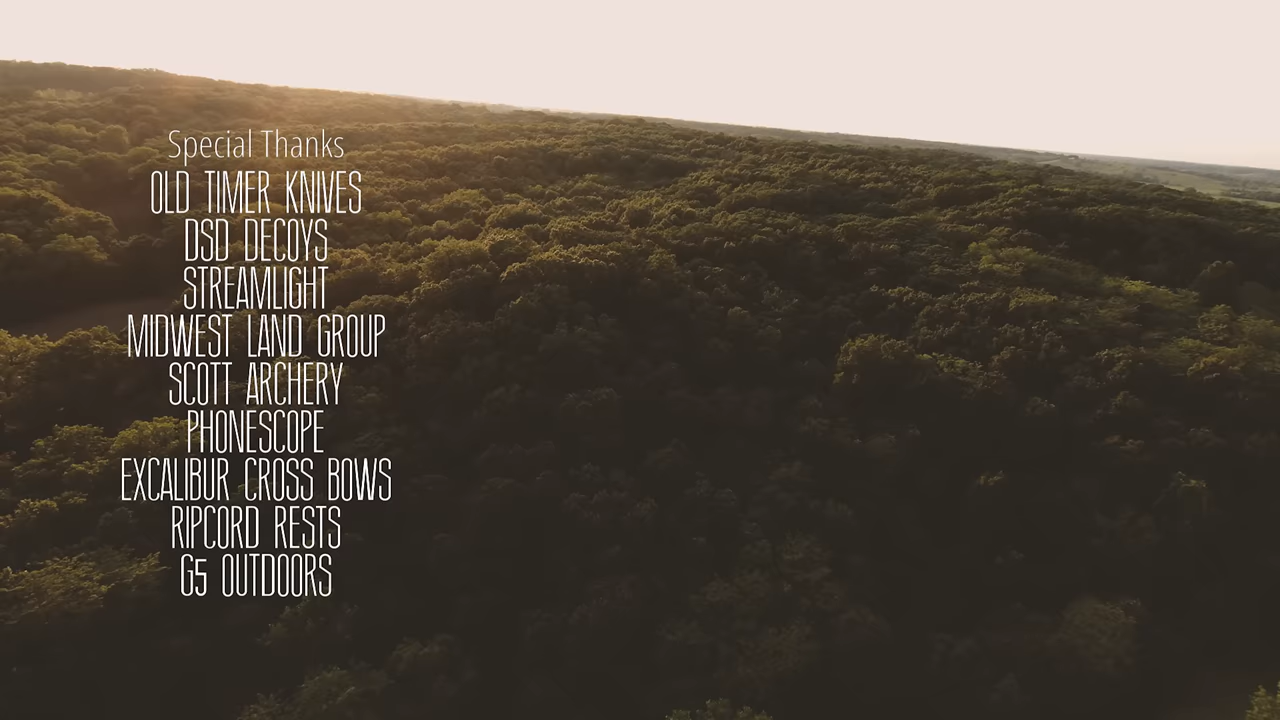 Special Thanks
OLD TIMER KNIVES
DSD DECOYS
STREAMLIGHT
MIDWEST LAND GROUP
SCOTT ARCHERY
PHONESCOPE
EXCALIBUR CROSS BOWS
RIPCORD RESTS
G5 OUTDOORS